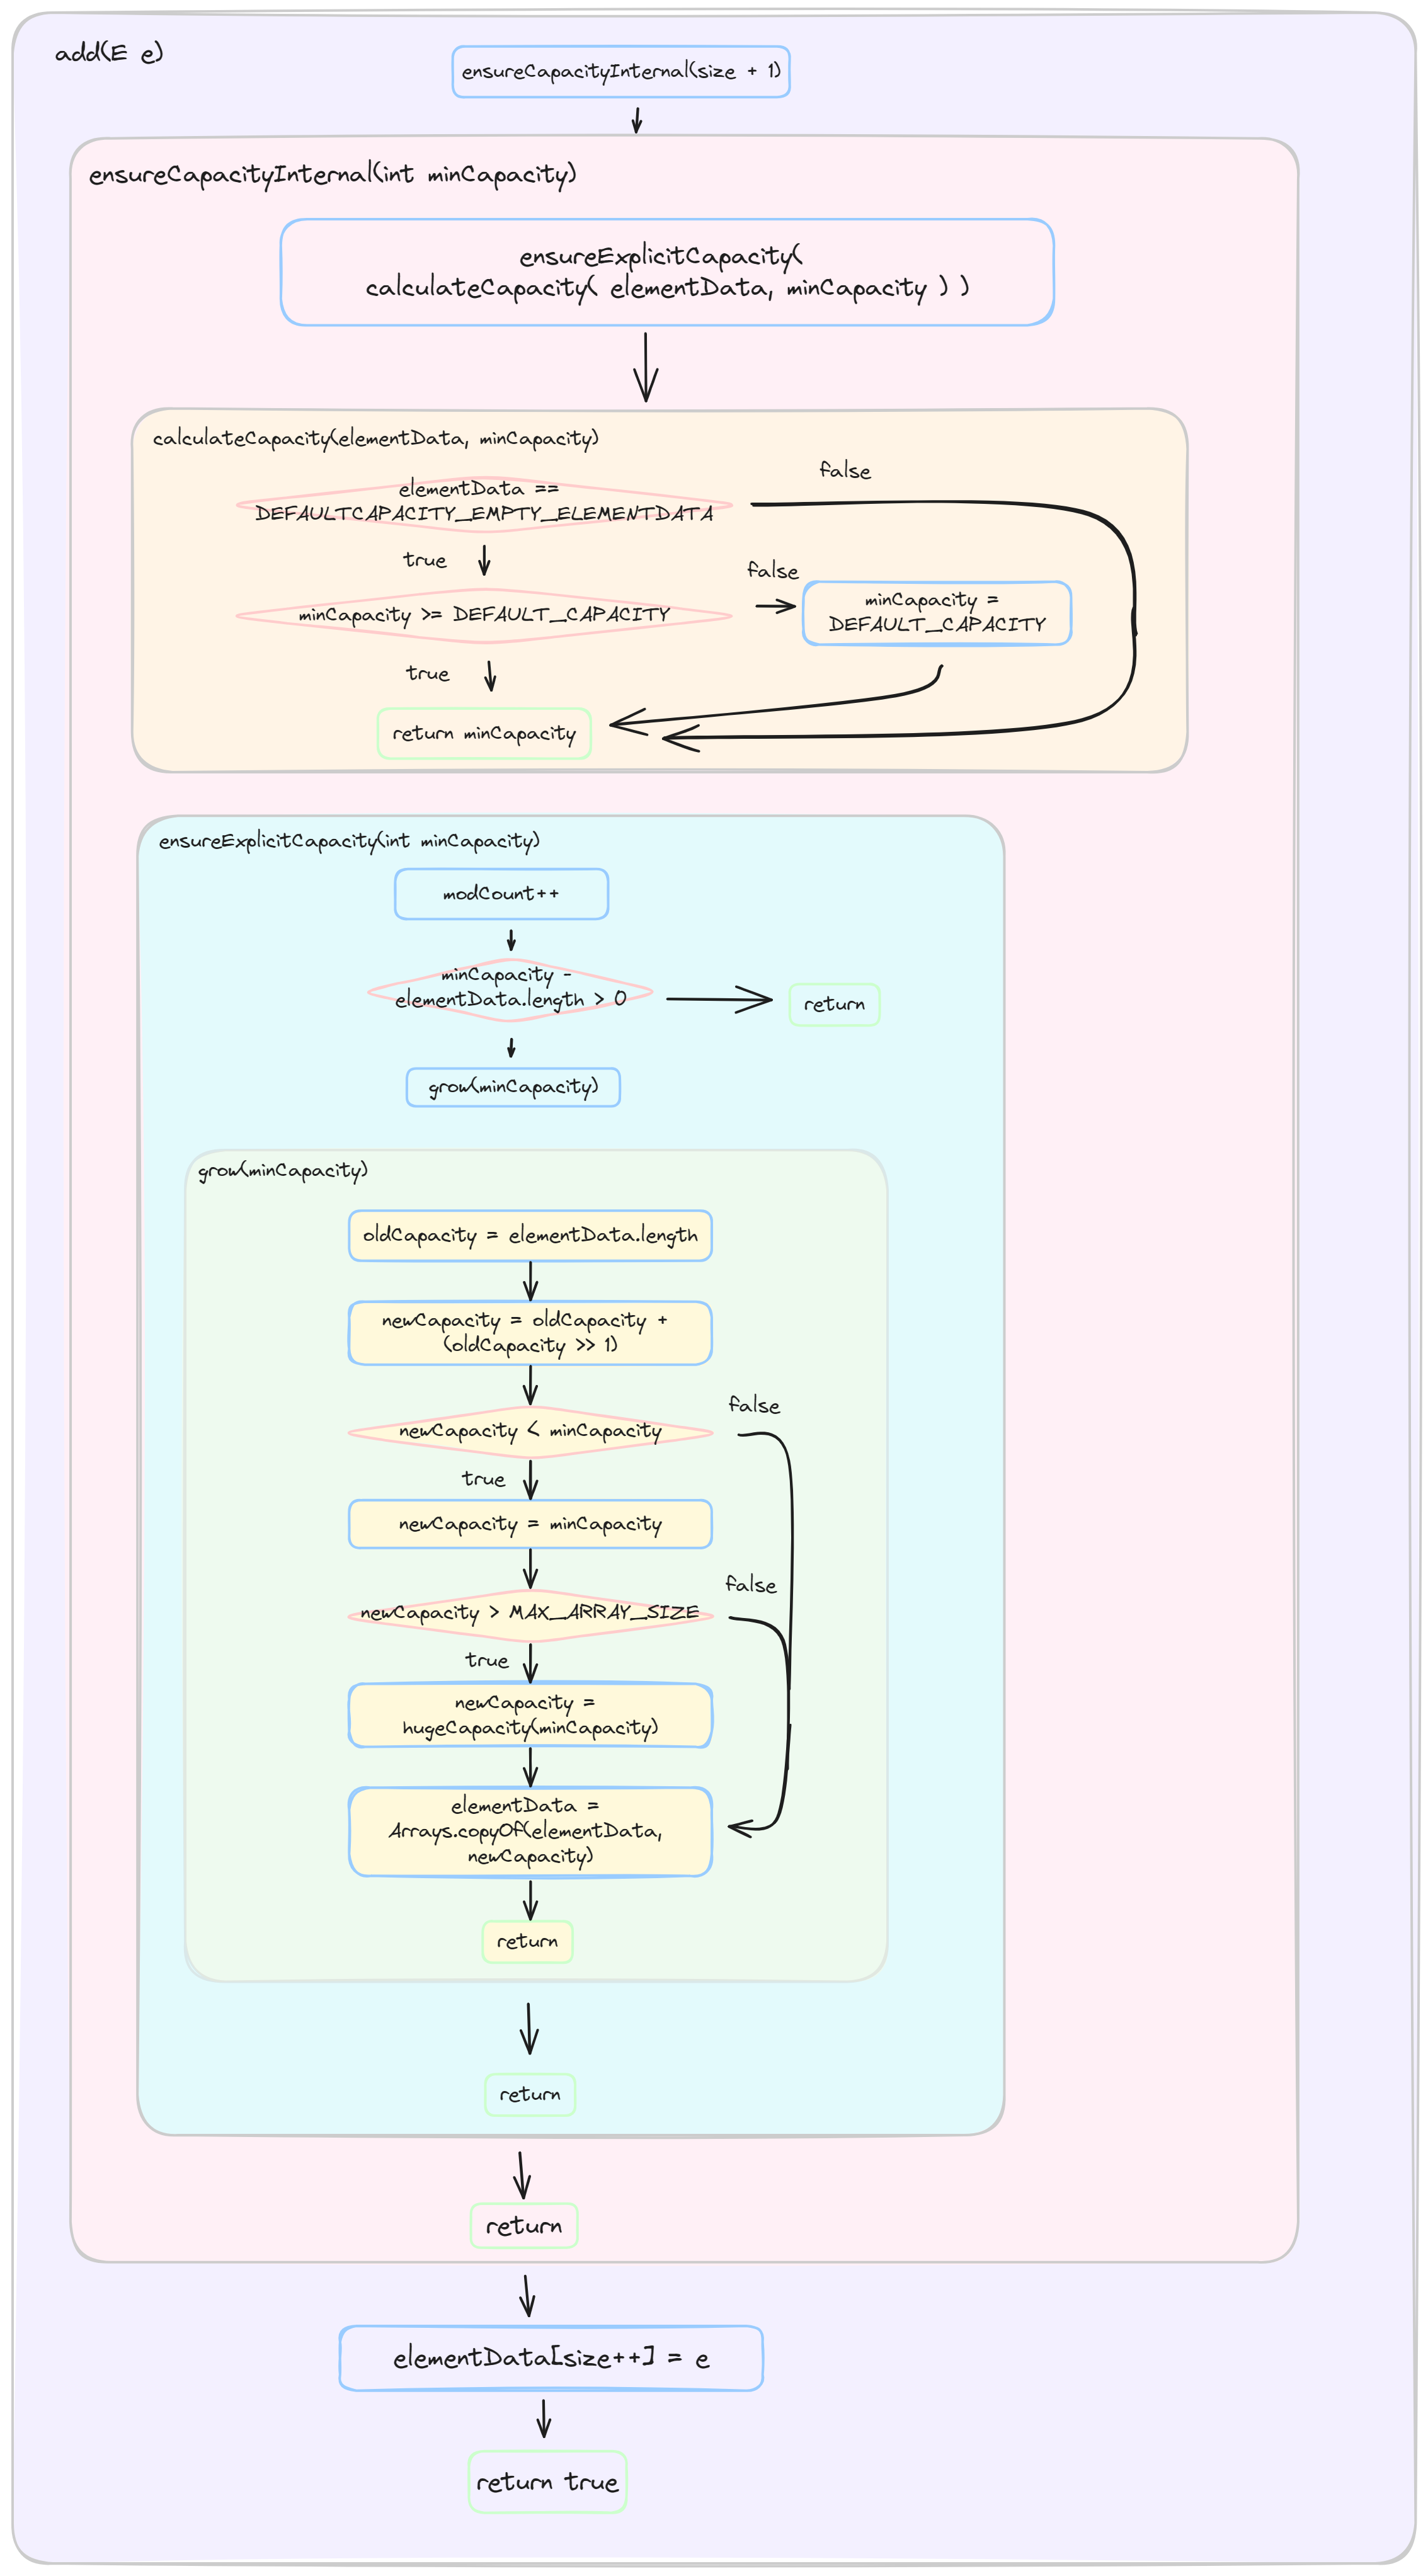 add(E e)
ensureCapacityInternal(size + 1)
ensureCapacityInternal(int minCapacity)
ensureExplicitCapacity(
calculateCapacity( elementData, minCapacity ) )
calculateCapacity(elementData, minCapacity)
false
elementData ==
DEFAULTCAPACITY_EMPTY_ELEMENTDATA
true
false
minCapacity >= DEFAULT_CAPACITY
minCapacity =
DEFAULT_CAPACITY
true
return minCapacity
ensureExplicitCapacity(int minCapacity)
modCount++
minCapacity -
elementData.length > 0
return
grow(minCapacity)
grow(minCapacity)
oldCapacity = elementData.length
newCapacity = oldCapacity +
(oldCapacity >> 1)
false
newCapacity < minCapacity
true
newCapacity = minCapacity
false
newCapacity > MAX_ARRAY_SIZE
true
newCapacity =
hugeCapacity(minCapacity)
elementData =
Arrays.copyOf(elementData,
newCapacity)
return
return
return
elementData[size++] = e
return true